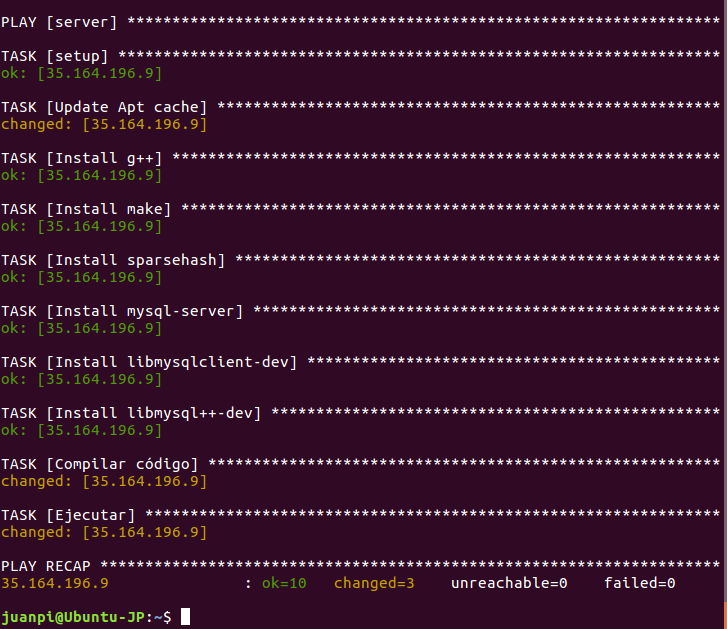 PLAY [server] ******************************************************************
TASK [setup] *******************************************************************
ok: [35.164.196.9]
TASK [Update Apt cache] ********************************************************
changed: [35.164.196.9]
TASK [Install g++] *************************************************************
ok: [35.164.196.9]
TASK [Install make] ************************************************************
ok: [35.164.196.9]
TASK [Install sparsehash] ******************************************************
ok: [35.164.196.9]
TASK [Install mysql-server] ****************************************************
ok: [35.164.196.9]
TASK [Install libmysqlclient-dev] **********************************************
ok: [35.164.196.9]
TASK [Install libmysql++-dev] **************************************************
ok: [35.164.196.9]
TASK [Compilar código] *********************************************************
changed: [35.164.196.9]
TASK [Ejecutar] ****************************************************************
changed: [35.164.196.9]
PLAY RECAP *********************************************************************
35.164.196.9               : ok=10   changed=3    unreachable=0    failed=0
juanpi@Ubuntu-JP:~$